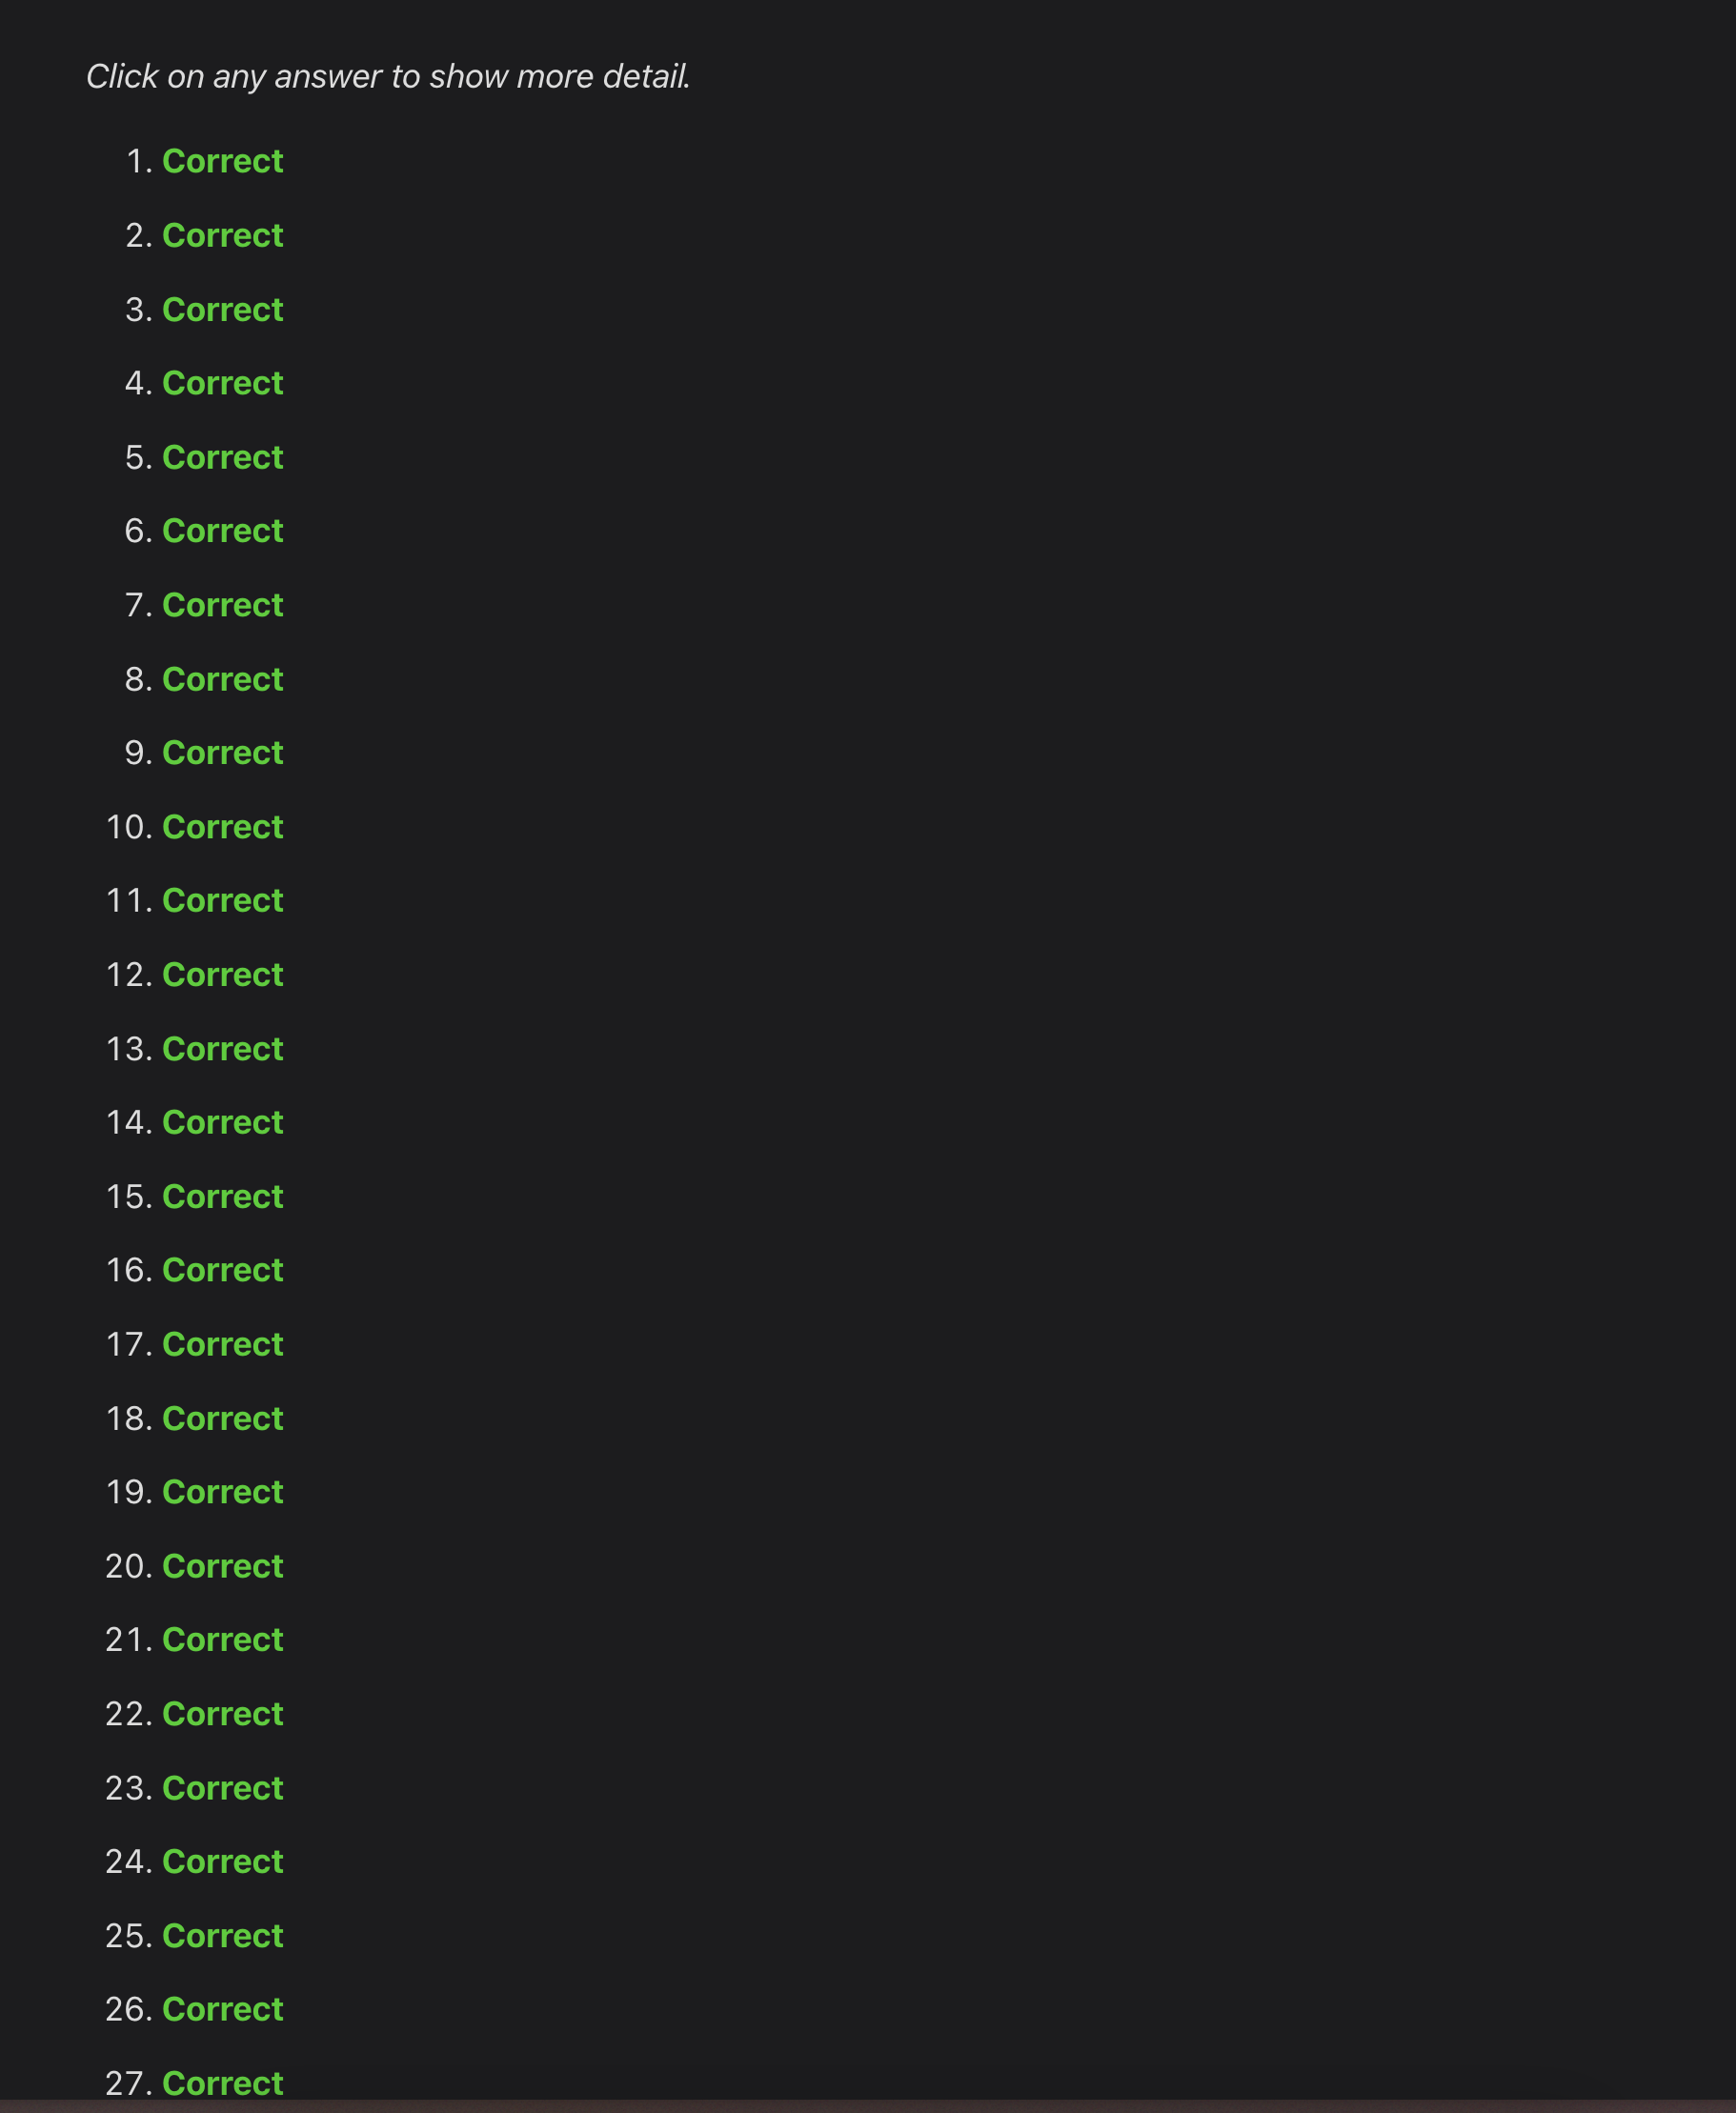 Click on any answer to show more detail.
1. Correct
2. Correct
3. Correct
4. Correct
5. Correct
6. Correct
7. Correct
8. Correct
9. Correct
10. Correct
11. Correct
12. Correct
13. Correct
14. Correct
15. Correct
16. Correct
17. Correct
18. Correct
19. Correct
20. Correct
21. Correct
22. Correct
23. Correct
24. Correct
25. Correct
26. Correct
27. Correct